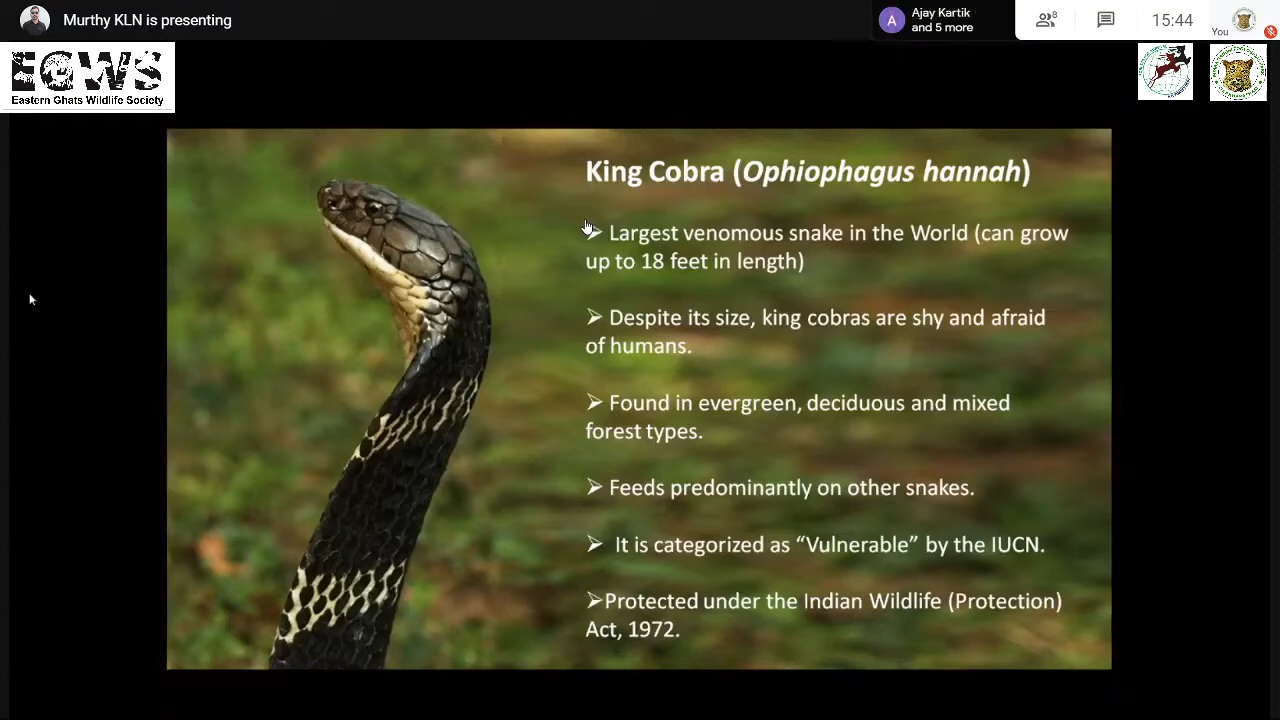 Murthy KLN is presenting
A
Ajay Kartik
and 5 more
8
15:44
You
EGWS
Eastern Ghats Wildlife Society
King Cobra (Ophiophagus hannah)
➢ Largest venomous snake in the World (can grow
up to 18 feet in length)
➢ Despite its size, king cobras are shy and afraid
of humans.
➢ Found in evergreen, deciduous and mixed
forest types.
➢ Feeds predominantly on other snakes.
➢ It is categorized as “Vulnerable” by the IUCN.
➢Protected under the Indian Wildlife (Protection)
Act, 1972.